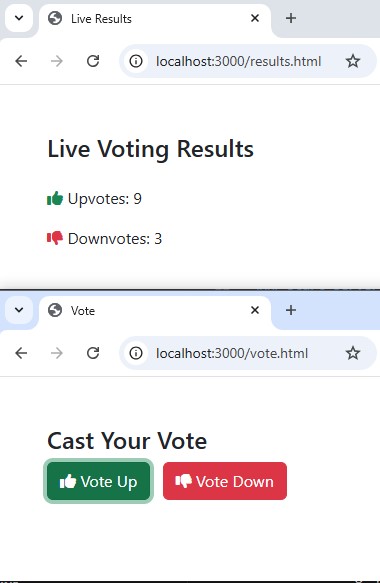 Live Results
localhost:3000/results.html
Live Voting Results
Upvotes: 9
Downvotes: 3
Vote
localhost:3000/vote.html
Cast Your Vote
Vote Up Vote Down